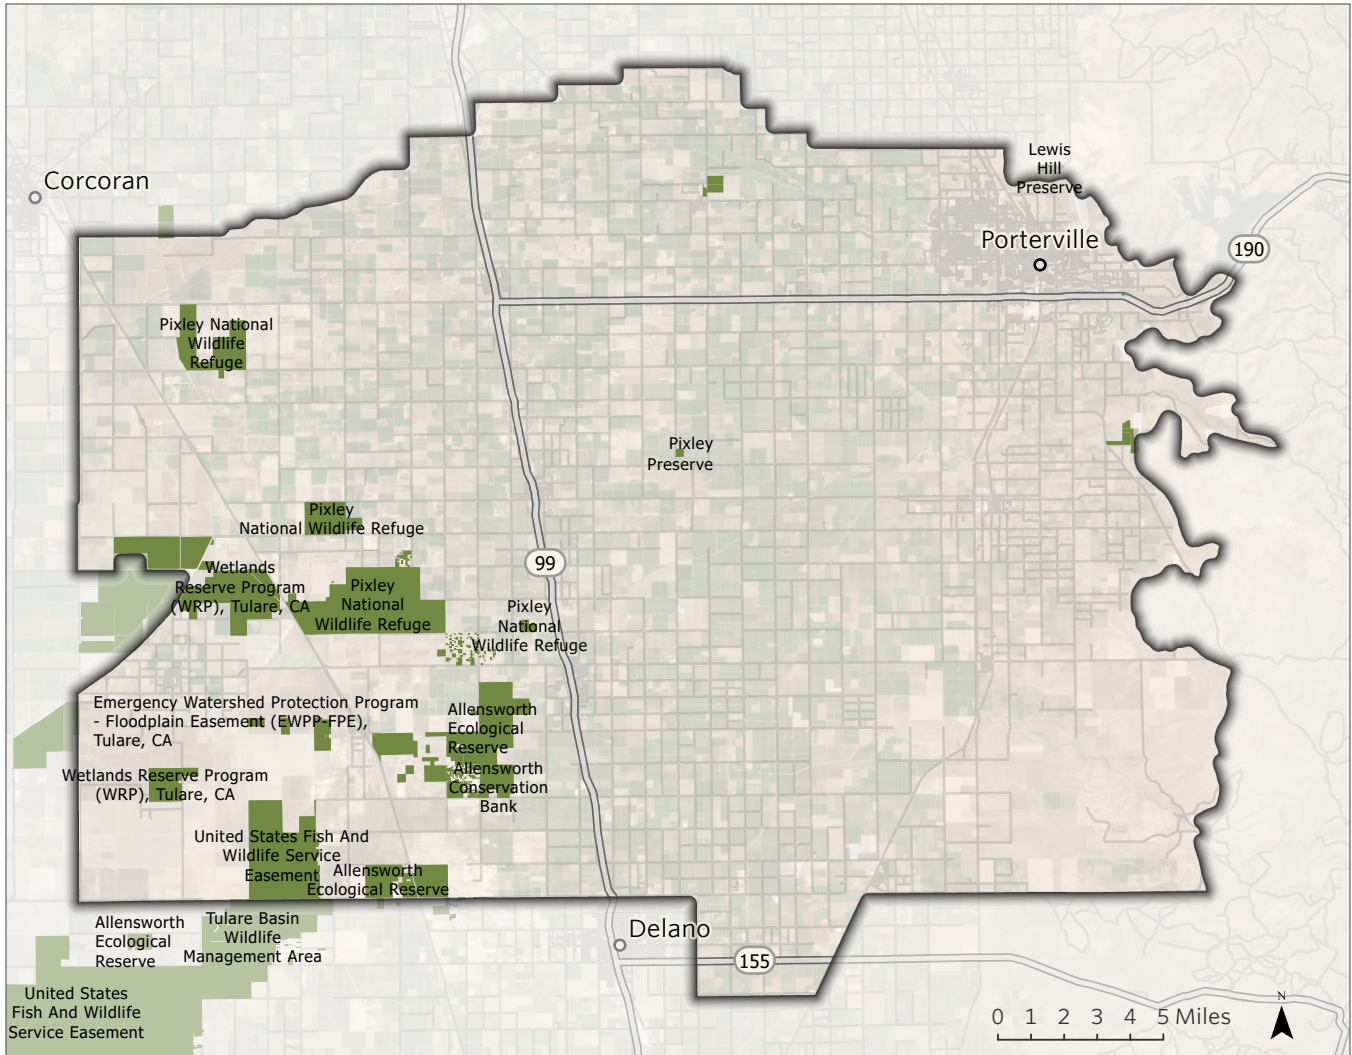 Lewis
Hill
Preserve
Corcoran
Porterville
190
Pixley National
Wildlife
Refuge
Pixley
Preserve
Pixley
National Wildlife Refuge
99
Wetlands
Reserve Program
(WRP), Tulare, CA
Pixley
National
Wildlife Refuge
Pixley
National
Wildlife Refuge
Emergency Watershed Protection Program
- Floodplain Easement (EWPP-FPE),
Tulare, CA
Allensworth
Ecological
Reserve
Wetlands Reserve Program
(WRP), Tulare, CA
Allensworth
Conservation
Bank
United States Fish And
Wildlife Service
Easement
Allensworth
Ecological Reserve
Allensworth
Ecological
Reserve
Tulare Basin
Wildlife
Management Area
Delano
155
United States
Fish And Wildlife
Service Easement
N
0 1 2 3 4 5 Miles